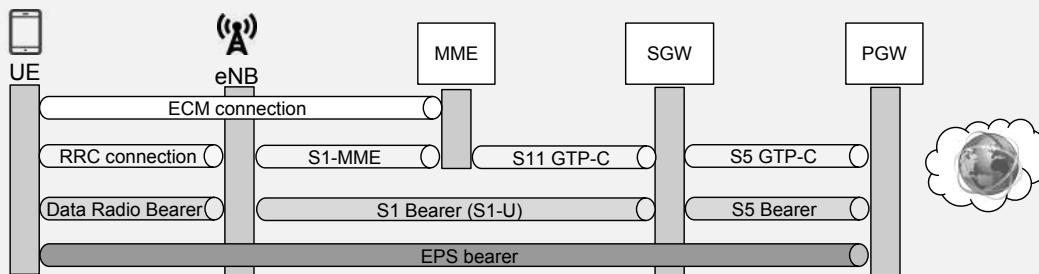 UE
eNB
MME
SGW
PGW
ECM connection
RRC connection
S1-MME
S11 GTP-C
S5 GTP-C
Data Radio Bearer
S1 Bearer (S1-U)
S5 Bearer
EPS bearer